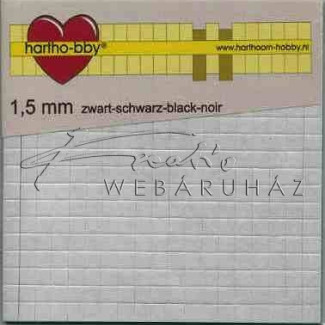 hartho-bby®
www.harthoorn-hobby.nl
1,5 mm zwart-schwarz-black-noir
WEBÁRUHÁZ